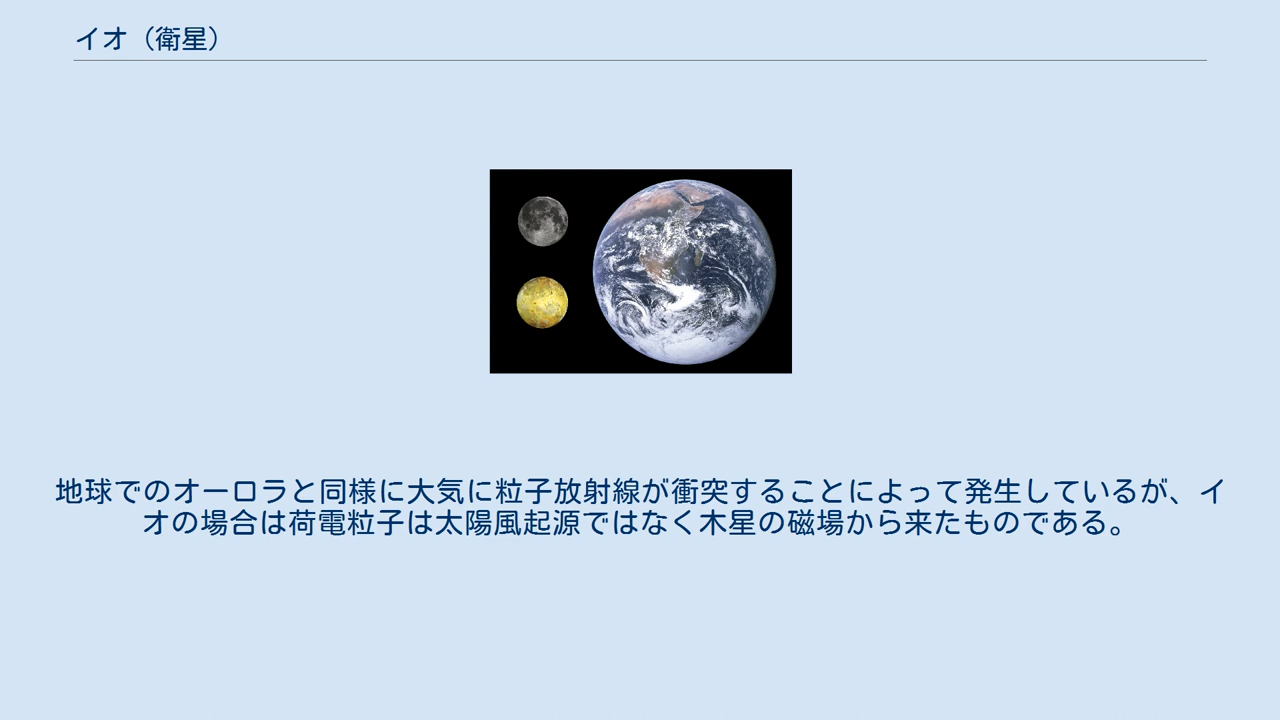 イオ（衛星）
地球でのオーロラと同様に大気に粒子放射線が衝突することによって発生しているが、イ
オの場合は荷電粒子は太陽風起源ではなく木星の磁場から来たものである。